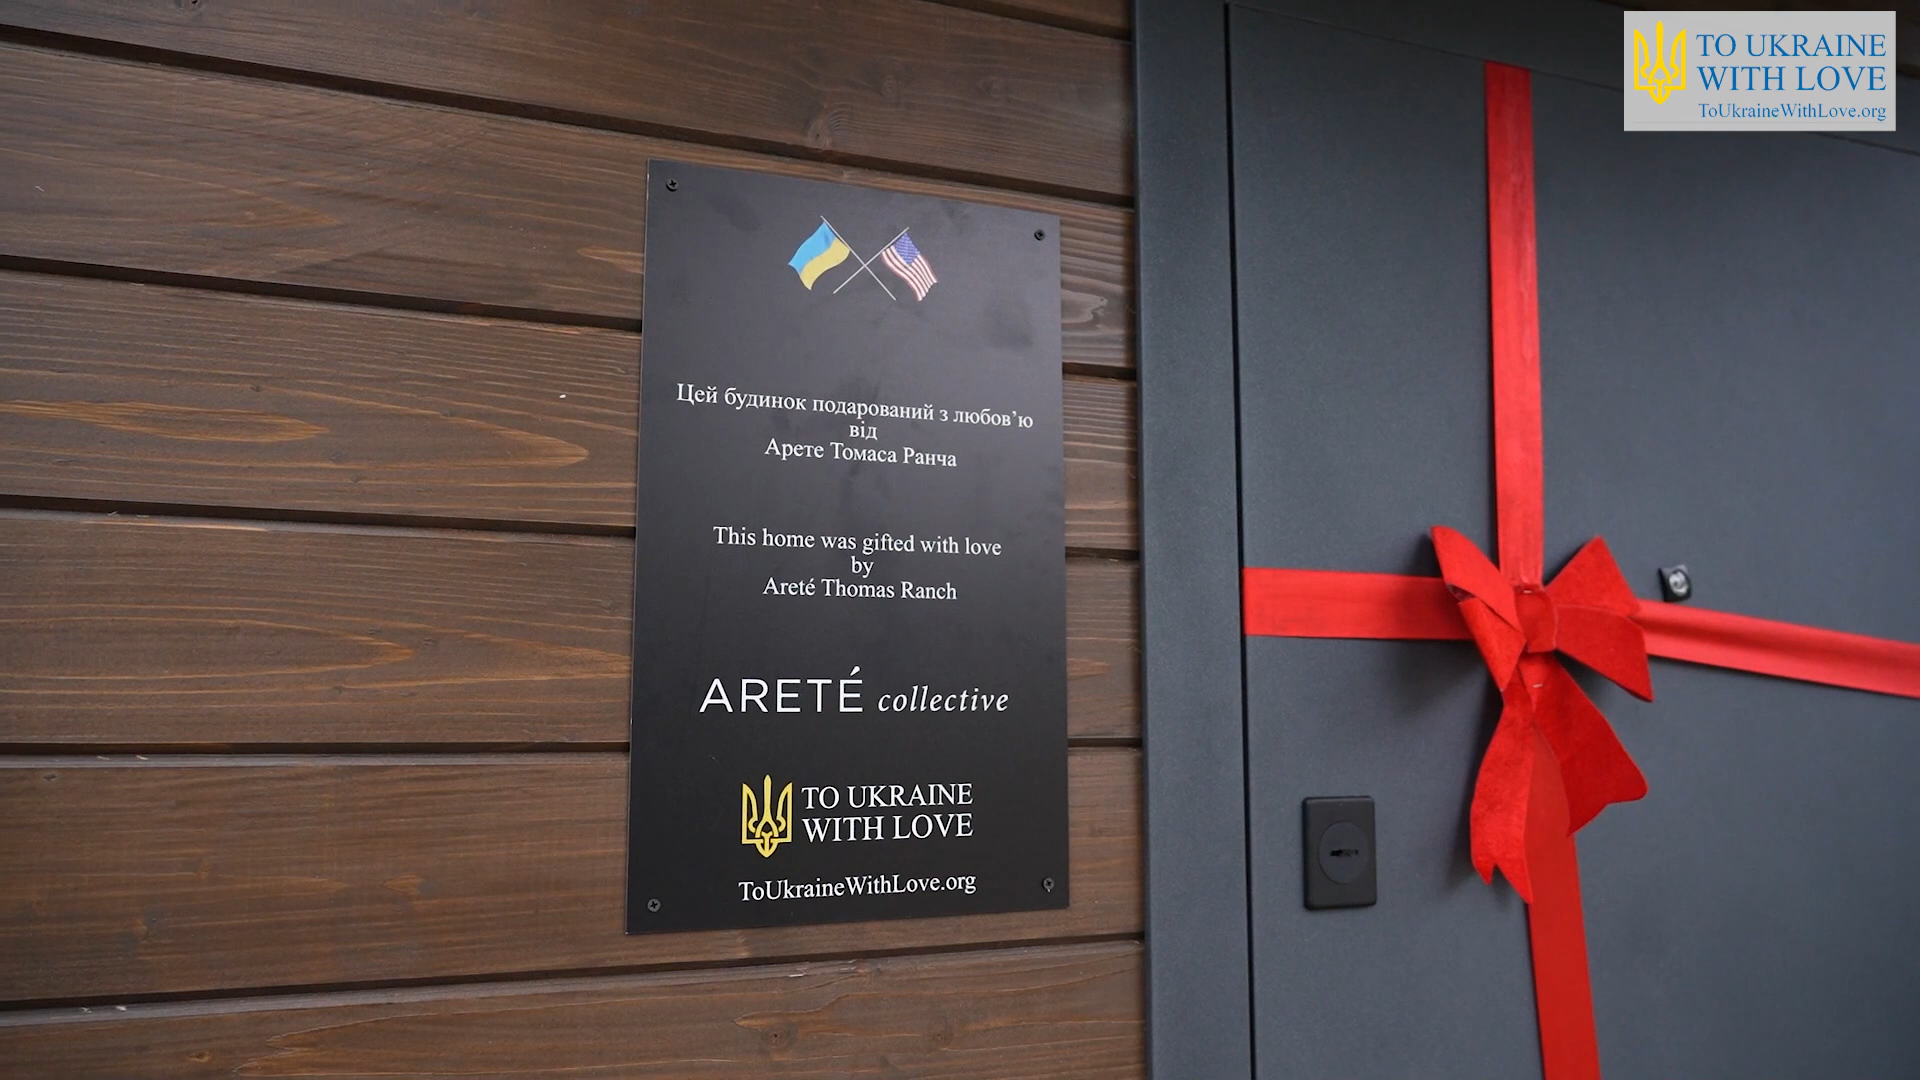 TO UKRAINE
WITH LOVE
ToUkraineWithLove.org
Цей будинок подарований з любов’ю
від
Арете Томаса Ранча
This home was gifted with love
by
Areté Thomas Ranch
ARETÉ collective
TO UKRAINE
WITH LOVE
ToUkraineWithLove.org